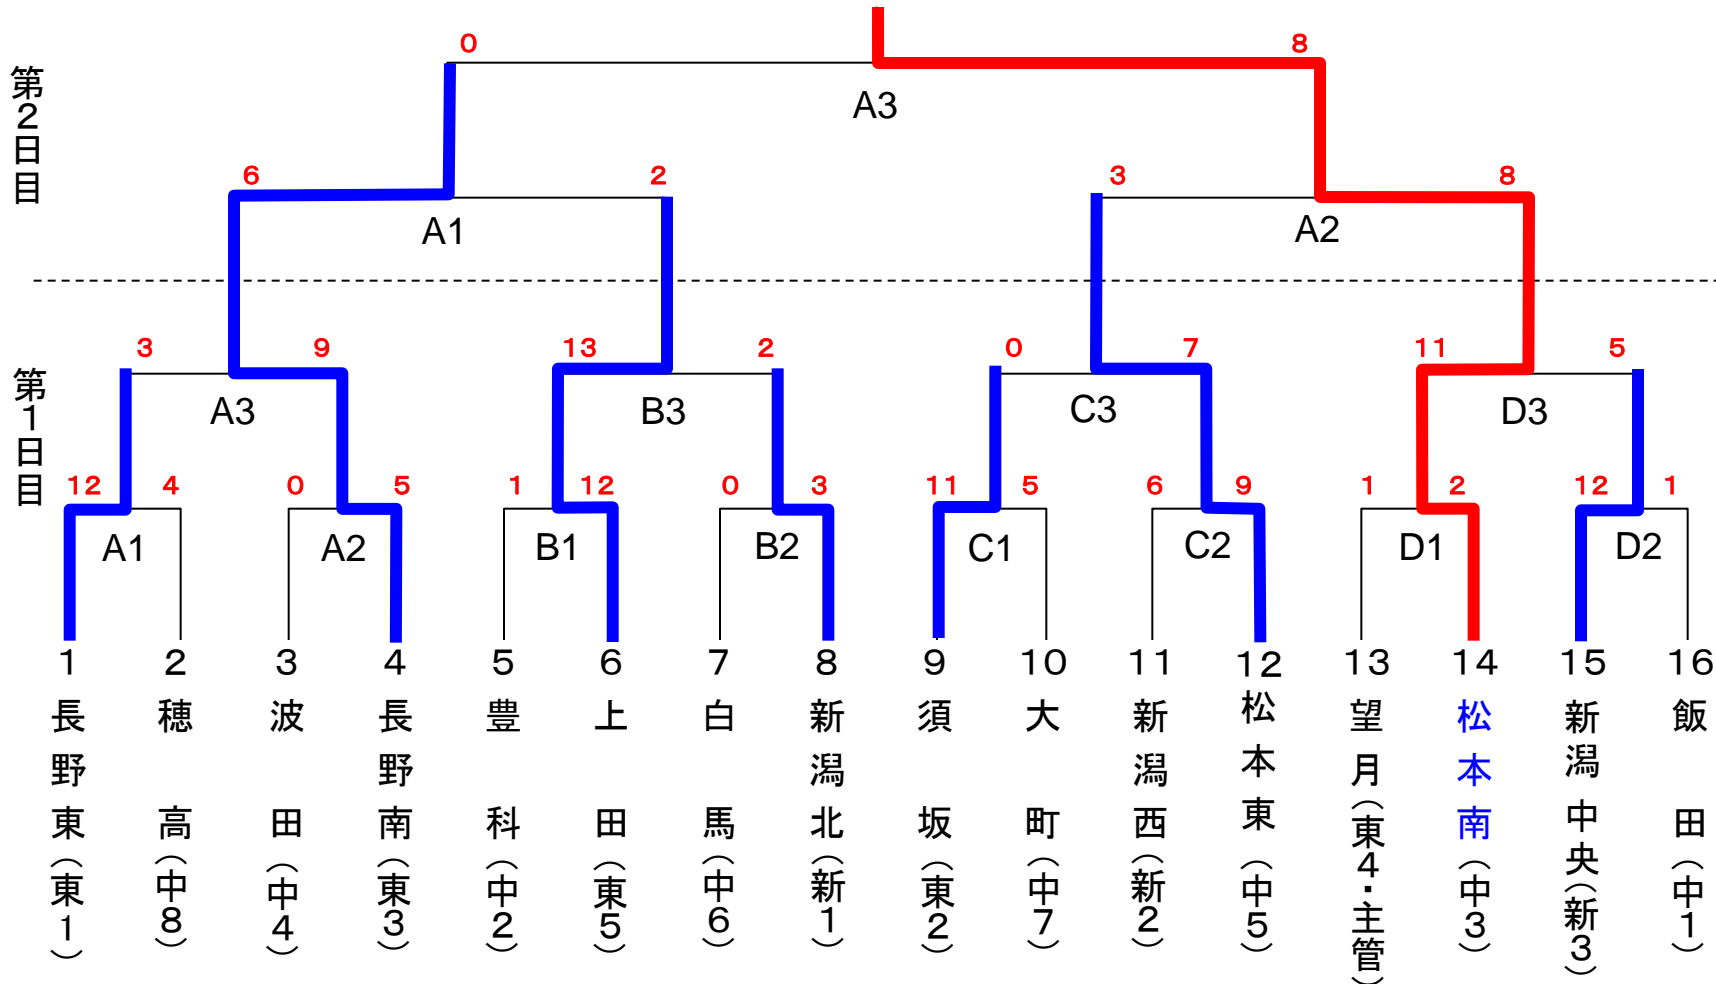 0 8
第2日目
A3
6 2 3 8
A1 A2
3 9 13 2 0 7 11 5
第1日目
A3 B3 C3 D3
12 4 0 5 1 12 0 3 11 5 6 9 1 2 12 1
A1 A2 B1 B2 C1 C2 D1 D2
1 長野東(東1)
2 穂高(中8)
3 波田(中4)
4 長野南(東3)
5 豊科(中2)
6 上田(東5)
7 白馬(中6)
8 新潟北(新1)
9 須坂(東2)
10 大町(中7)
11 新潟西(新2)
12 松本東(中5)
13 望月(東4・主管)
14 松本南(中3)
15 新潟中央(新3)
16 飯田(中1)